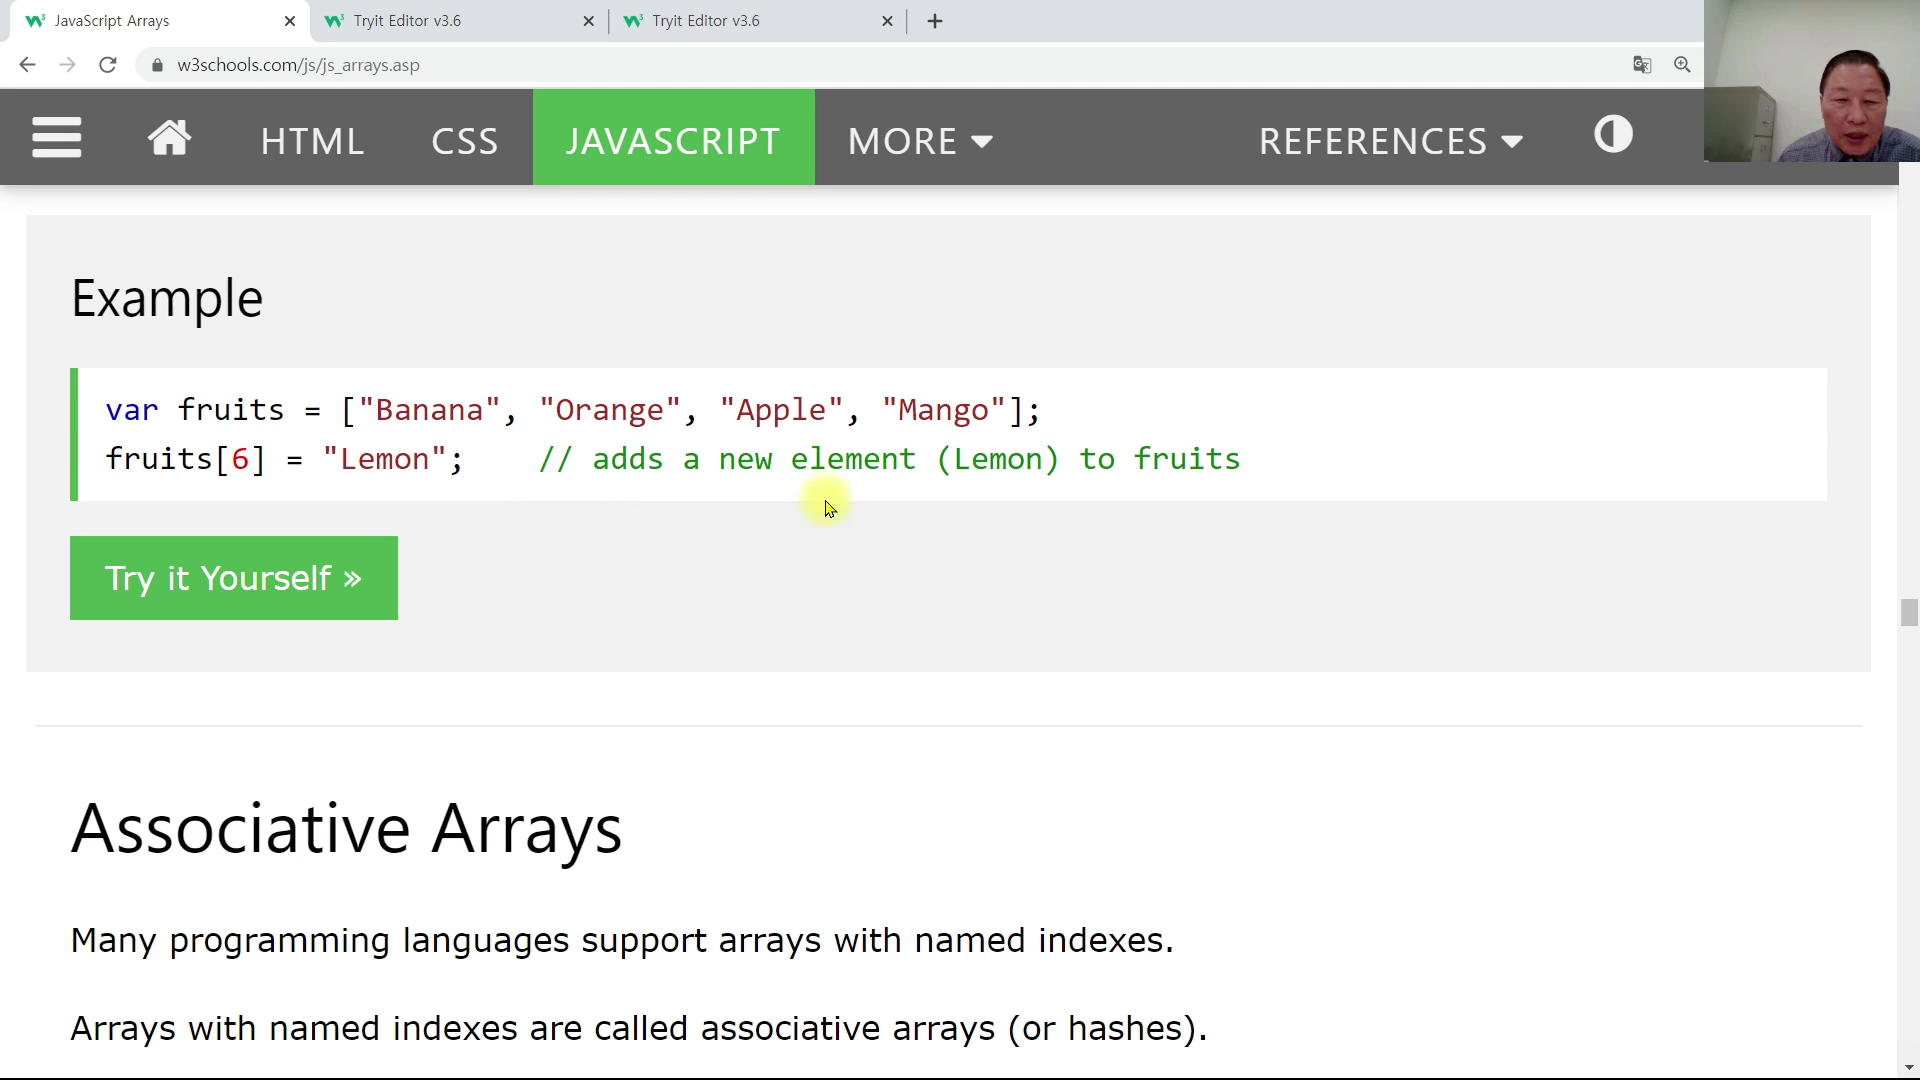 JavaScript Arrays
Tryit Editor v3.6
Tryit Editor v3.6
w3schools.com/js/js_arrays.asp
HTML
CSS
JAVASCRIPT
MORE
REFERENCES
Example
var fruits = ["Banana", "Orange", "Apple", "Mango"];
fruits[6] = "Lemon";    // adds a new element (Lemon) to fruits
Try it Yourself »
Associative Arrays
Many programming languages support arrays with named indexes.
Arrays with named indexes are called associative arrays (or hashes).